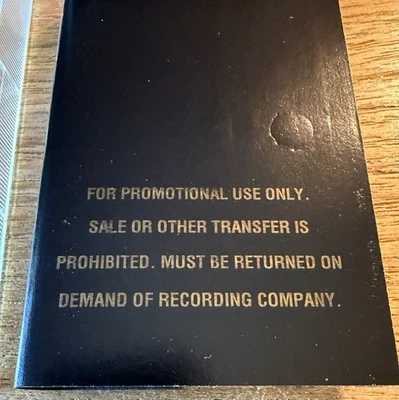 FOR PROMOTIONAL USE ONLY.
SALE OR OTHER TRANSFER IS
PROHIBITED. MUST BE RETURNED ON
DEMAND OF RECORDING COMPANY.